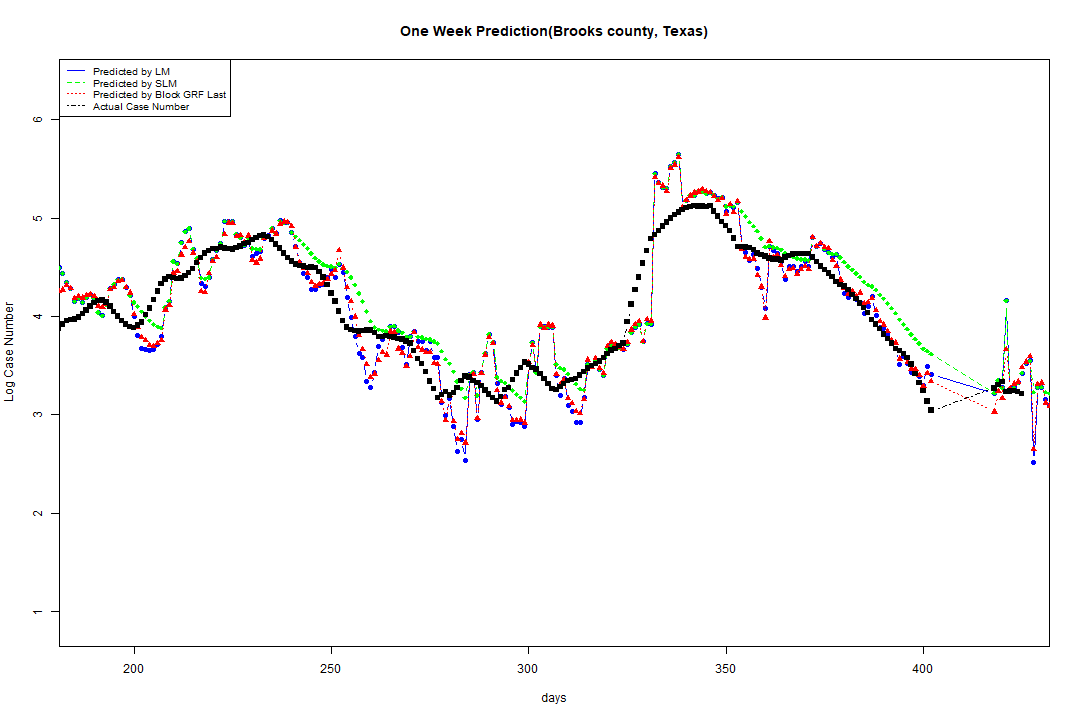 One Week Prediction(Brooks county, Texas)
Predicted by LM
Predicted by SLM
Predicted by Block GRF Last
Actual Case Number
6
5
4
3
2
1
Log Case Number
200 250 300 350 400
days